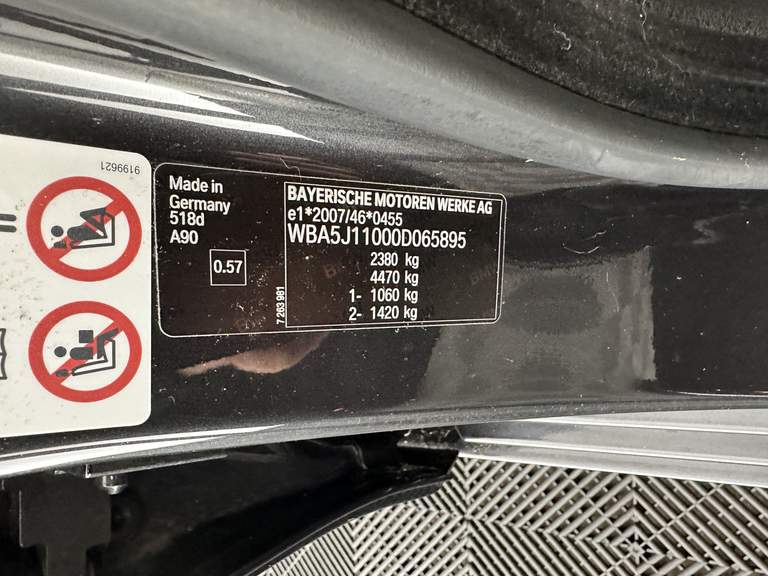 9199621
Made in
Germany
518d
A90
0.57
7 263 981
BAYERISCHE MOTOREN WERKE AG
e1*2007/46*0455
WBA5J11000D065895
2380 kg
4470 kg
1- 1060 kg
2- 1420 kg